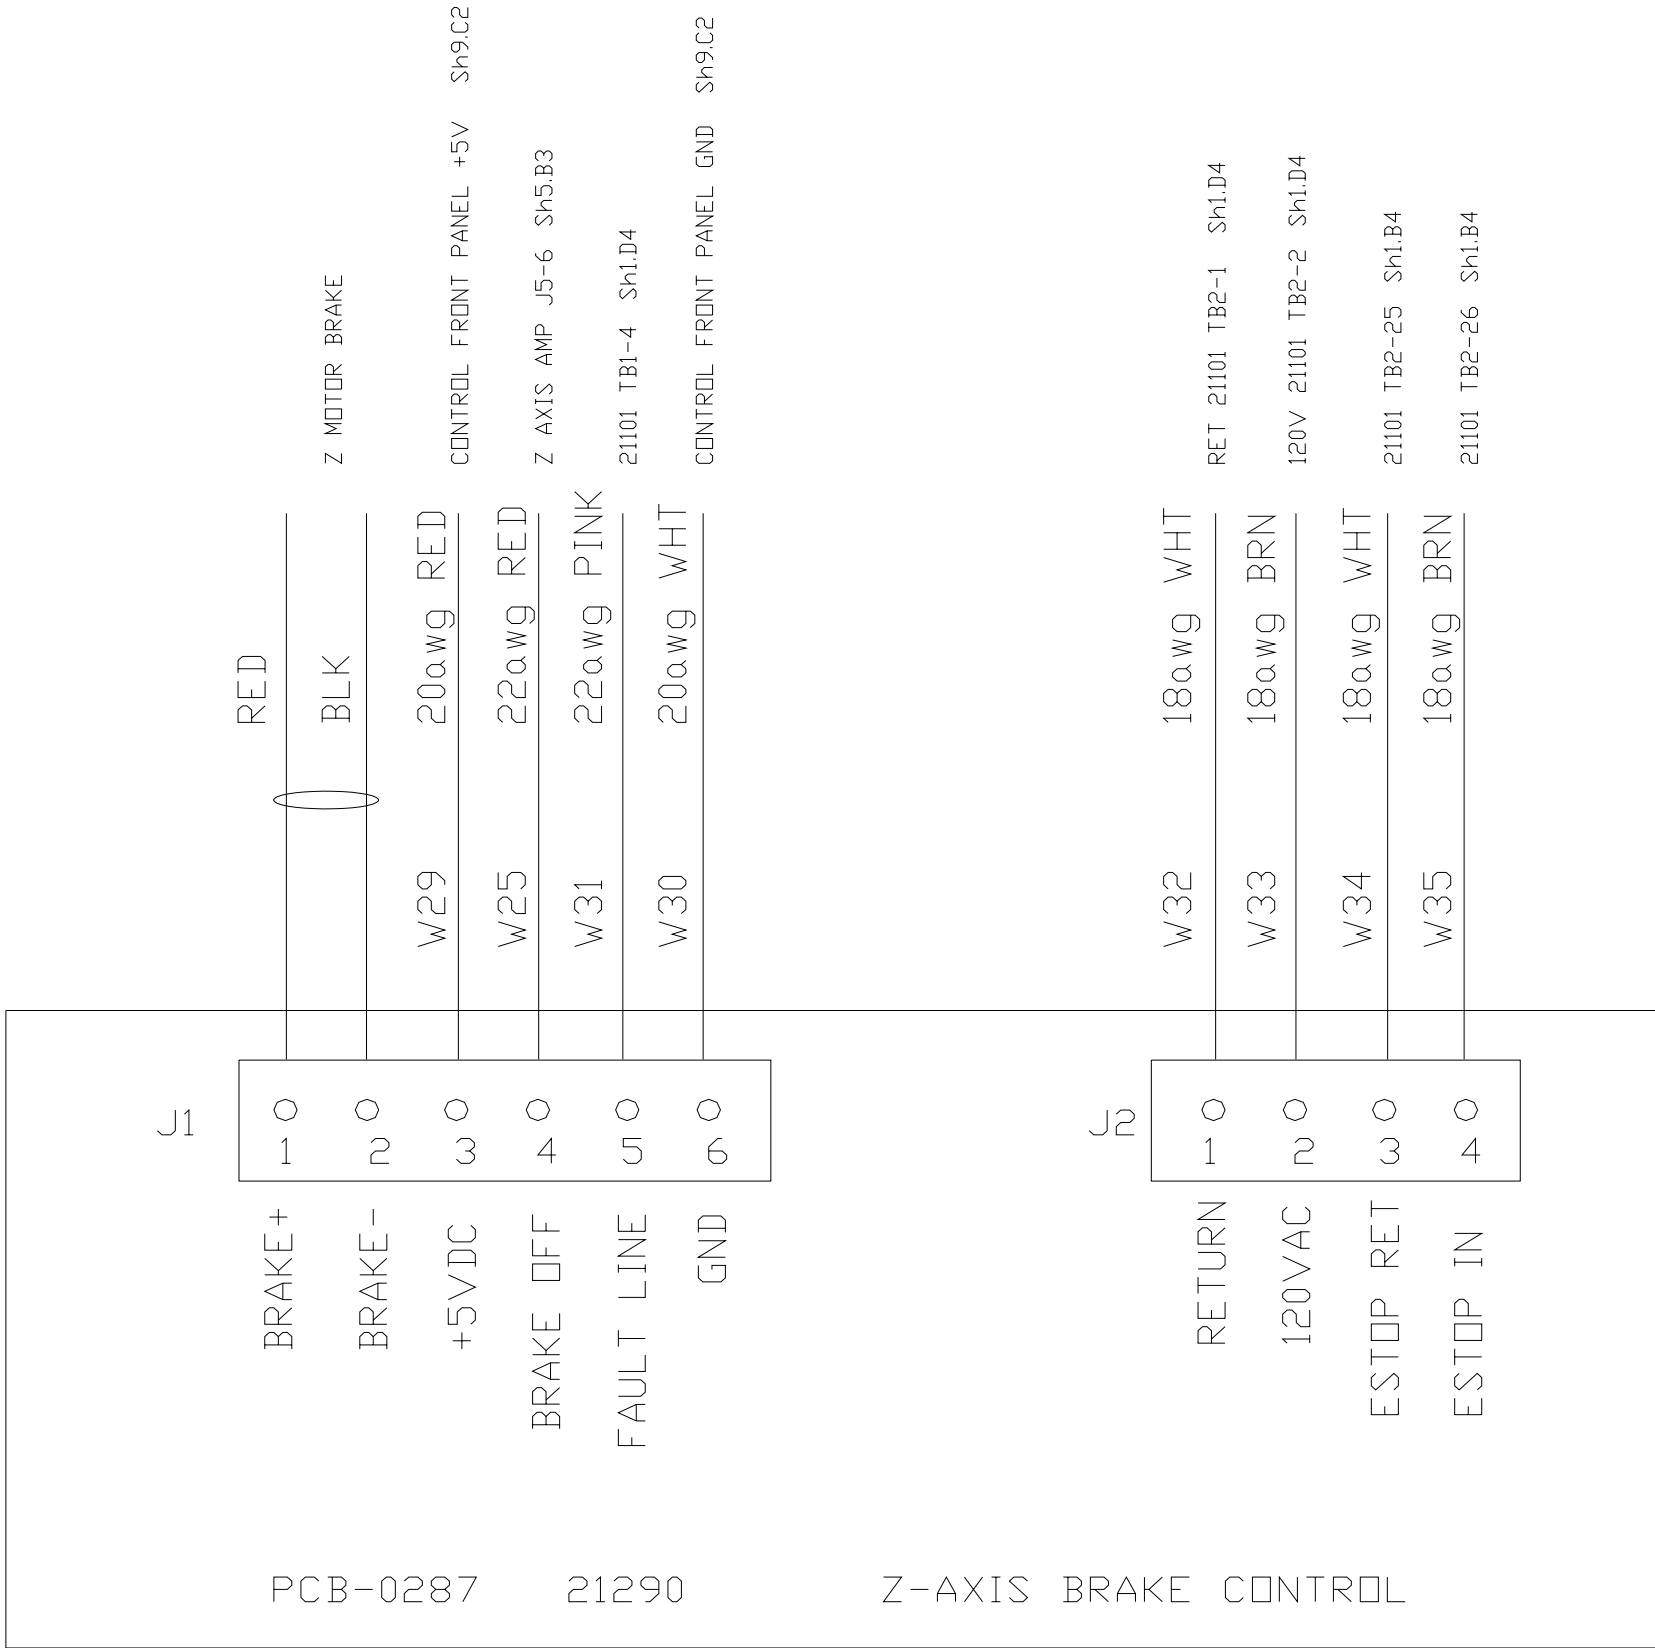 Z MOTOR BRAKE
CONTROL FRONT PANEL +5V Sh9.C2
Z AXIS AMP J5-6 Sh5.B3
21101 TB1-4 Sh1.D4
CONTROL FRONT PANEL GND Sh9.C2
RET 21101 TB2-1 Sh1.D4
120V 21101 TB2-2 Sh1.D4
21101 TB2-25 Sh1.B4
21101 TB2-26 Sh1.B4
RED
BLK
W29 20awg RED
W25 22awg RED
W31 22awg PINK
W30 20awg WHT
W32 18awg WHT
W33 18awg BRN
W34 18awg WHT
W35 18awg BRN
J1
1 2 3 4 5 6
J2
1 2 3 4
BRAKE+
BRAKE-
+5VDC
BRAKE OFF
FAULT LINE
GND
RETURN
120VAC
ESTOP RET
ESTOP IN
PCB-0287 21290 Z-AXIS BRAKE CONTROL